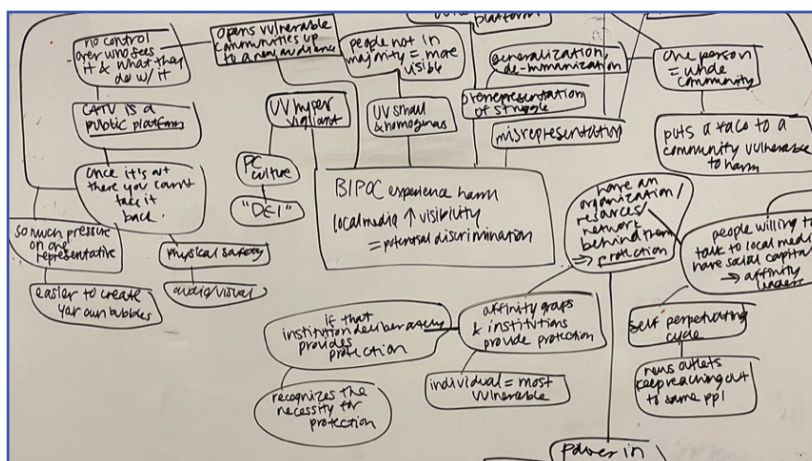 platform
no control
over who sees
it & what they
do w/ it
opens vulnerable
communities up
to a new audience
people not in
majority = more
visible
generalization,
de-humanization
one person
= whole
community
CATV is a
public platform
UV hyper
vigilant
UV small
& homogenous
overrepresentation
of struggle
misrepresentation
puts a face to a
community vulnerable
to harm
once it's out
there you can't
take it
back
PC
culture
"DEI"
BIPOC experience harm
local media ↑ visibility
= potential discrimination
have an
organization/
resources/
network
behind them
⇒ protection
people willing to
talk to local media
have social capital
→ affinity
leaders
so much pressure
on one
representative
physical safety
easier to create
your own bubbles
audio/visual
if that
institution deliberately
provides
protection
affinity groups
& institutions
provide protection
self perpetuating
cycle
recognizes the
necessity for
protection
individual = most
vulnerable
news outlets
keep reaching out
to same ppl
power in